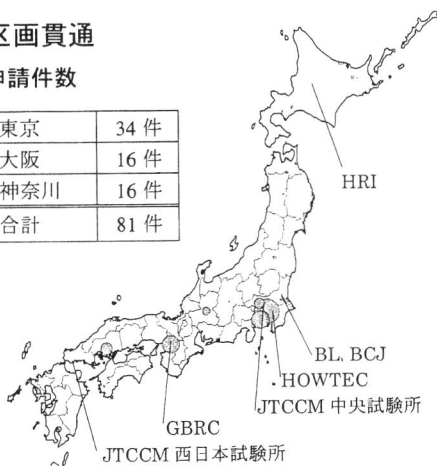 区画貫通
申請件数
東京 34 件
大阪 16 件
神奈川 16 件
合計 81 件
HRI
BL, BCJ
HOWTEC
JTCCM 中央試験所
GBRC
JTCCM 西日本試験所